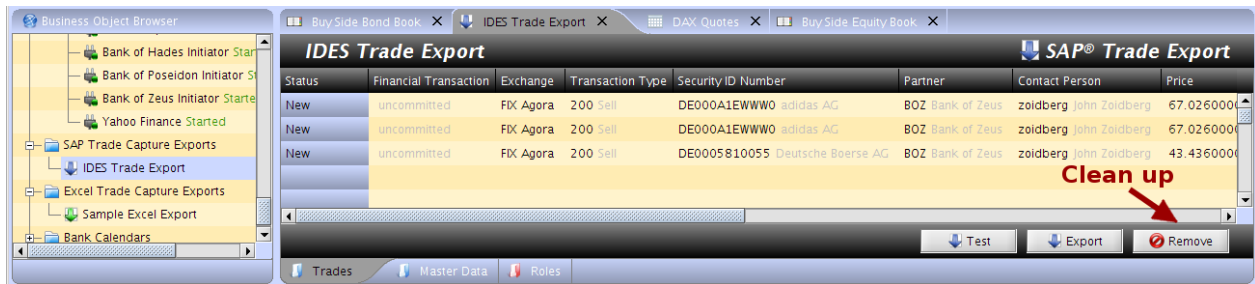 Business Object Browser
Bank of Hades Initiator Star
Bank of Poseidon Initiator S
Bank of Zeus Initiator Starte
Yahoo Finance Started
SAP Trade Capture Exports
IDES Trade Export
Excel Trade Capture Exports
Sample Excel Export
Bank Calendars
Buy Side Bond Book IDES Trade Export DAX Quotes Buy Side Equity Book
IDES Trade Export SAP® Trade Export
Status Financial Transaction Exchange Transaction Type Security ID Number Partner Contact Person Price
New uncommitted FIX Agora 200 Sell DE000A1EWWW0 adidas AG BOZ Bank of Zeus zoidberg John Zoidberg 67.0260000
New uncommitted FIX Agora 200 Sell DE000A1EWWW0 adidas AG BOZ Bank of Zeus zoidberg John Zoidberg 67.0260000
New uncommitted FIX Agora 200 Sell DE0005810055 Deutsche Boerse AG BOZ Bank of Zeus zoidberg John Zoidberg 43.4360000
Clean up
Test Export Remove
Trades Master Data Roles